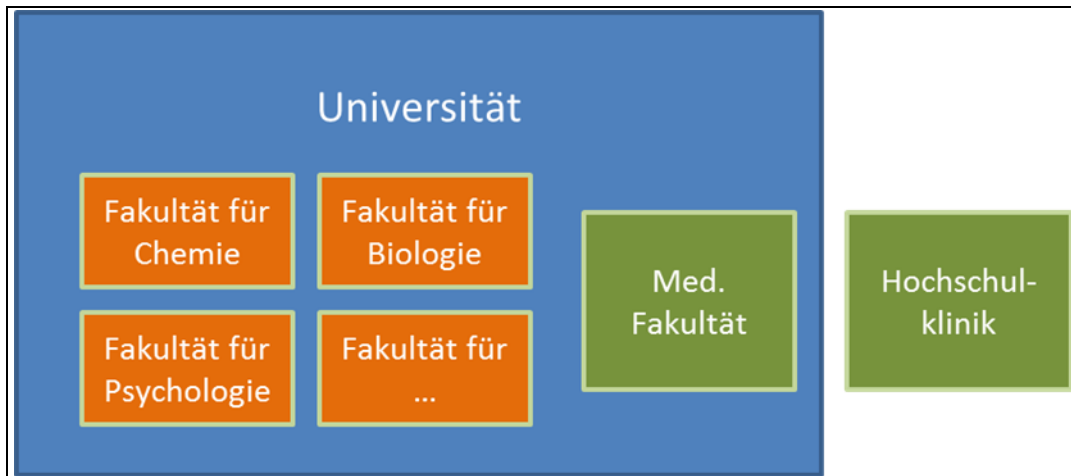 Universität
Fakultät für
Chemie
Fakultät für
Biologie
Fakultät für
Psychologie
Fakultät für
...
Med.
Fakultät
Hochschul-
klinik